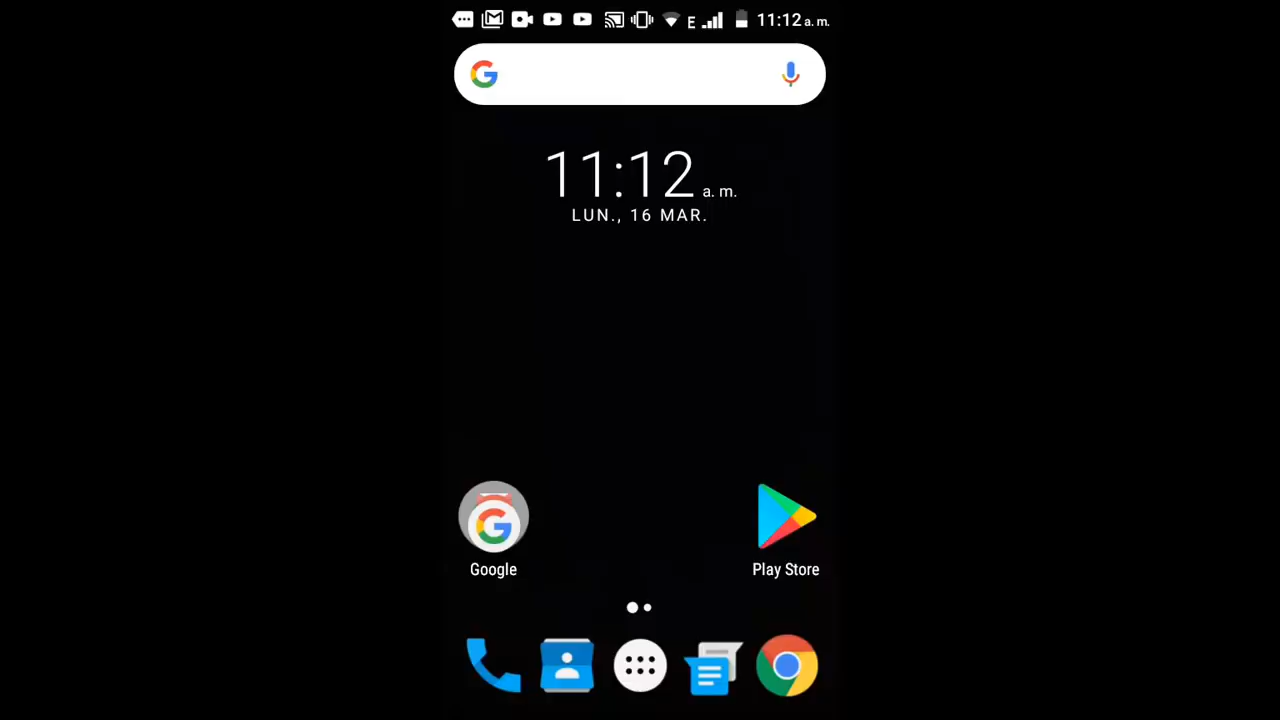 E 11:12 a. m.
11:12 a. m.
LUN., 16 MAR.
Google
Play Store